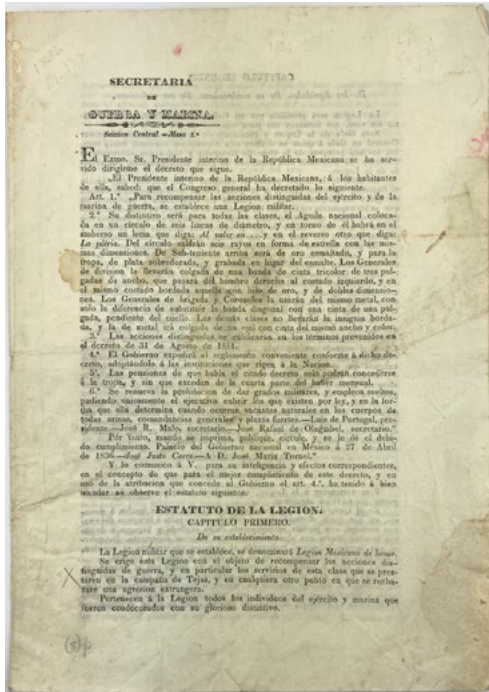 SECRETARIA
DE
GUERRA Y MARINA.
Seccion Central —Mesa 1.ª
El Exmo. Sr. Presidente interino de la República Mexicana se ha ser-
vido dirigirme el decreto que sigue.
„El Presidente interino de la República Mexicana, á los habitantes
de ella, sabed: que el Congreso general ha decretado lo siguiente.
Art. 1.º „Para recompensar las acciones distinguidas del ejército y de la
marina de guerra, se establece una Legion militar.
2.º Su distintivo será para todas las clases, el Aguila nacional coloca-
da en un círculo de seis líneas de diámetro, y en torno de él habrá en el
anverso un lema que diga: Al valor en...., y en el reverso otro que diga:
La pátria. Del círculo saldrán seis rayos en forma de estrella con las mis-
mas dimensiones. De Sub-teniente arriba será de oro esmaltado, y para la
tropa, de plata sobredorada, y grabada en lugar del esmalte. Los Generales
de division la llevarán colgada de una banda de cinta tricolor de tres pul-
gadas de ancho, que pasará del hombro derecho al costado izquierdo, y en
el mismo costado bordada aquella con hilo de oro, y de dobles dimensio-
nes. Los Generales de brigada y Coroneles la usarán del mismo metal, con
solo la diferencia de substituir la banda diagonal con una cinta de una pul-
gada, pendiente del cuello. Las demás clases no llevarán la insignia borda-
da, y la de metal irá colgada de un ojal con cinta del mismo ancho y color.
3.º Las acciones distinguidas se calificarán en los términos prevenidos en
el decreto de 31 de Agosto de 1811.
4.º El Gobierno expedirá el reglamento conveniente conforme á dicho de-
creto, adoptándolo á las instituciones que rigen á la Nacion.
5.º Las pensiones de que habla el citado decreto solo podrán concederse
á la tropa, y sin que excedan de la cuarta parte del haber mensual.
6.º Se renueva la prohibicion de dar grados militares, y empleos sueltos,
pudiendo unicamente el ejecutivo cubrir los que existen por ley, y en la for-
ma que ella determina cuando ocurran vacantes naturales en los cuerpos de
todas armas, comandancias generales y plazas fuertes.—Luis de Portugal, pre-
sidente.—José R. Malo, secretario.—José Rafael de Olaguibel, secretario.”
Por tanto, mando se imprima, publique, circule, y se le dé el debi-
do cumplimiento. Palacio del Gobierno nacional en México á 27 de Abril
de 1836.—José Justo Corro.—A D. José María Tornel.”
Y lo comunico á V. para su inteligencia y efectos correspondientes,
en el concepto de que para el mejor cumplimiento de este decreto, y en
uso de la atribucion que concede al Gobierno el art. 4.º, ha tenido á bien
mandar se observe el estatuto siguiente.
ESTATUTO DE LA LEGION.
CAPITULO PRIMERO.
De su establecimiento.
La Legion militar que se establece, se denominará Legion Mexicana de honor.
Se erige esta Legion con el objeto de recompensar las acciones dis-
tinguidas de guerra, y en particular los servicios de esta clase que se pres-
taren en la campaña de Tejas, y en cualquiera otro punto en que se recha-
zare una agresion extrangera.
Pertenecen á la Legion todos los individuos del ejército y marina que
fueren condecorados con su glorioso distintivo.